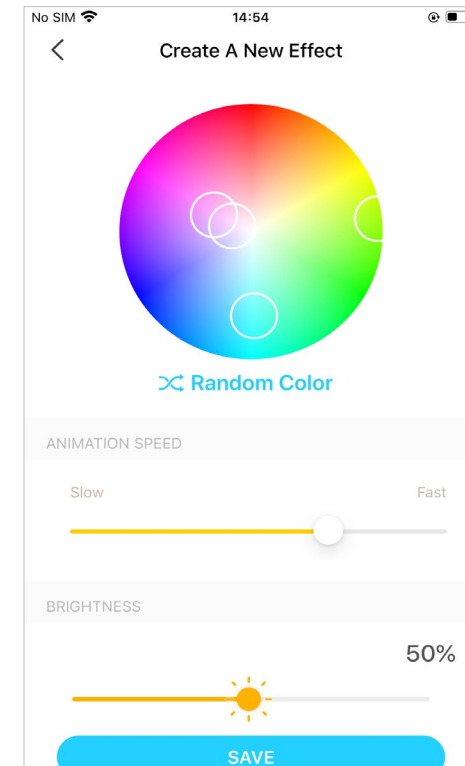 No SIM 14:54
Create A New Effect
Random Color
ANIMATION SPEED
Slow Fast
BRIGHTNESS
50%
SAVE